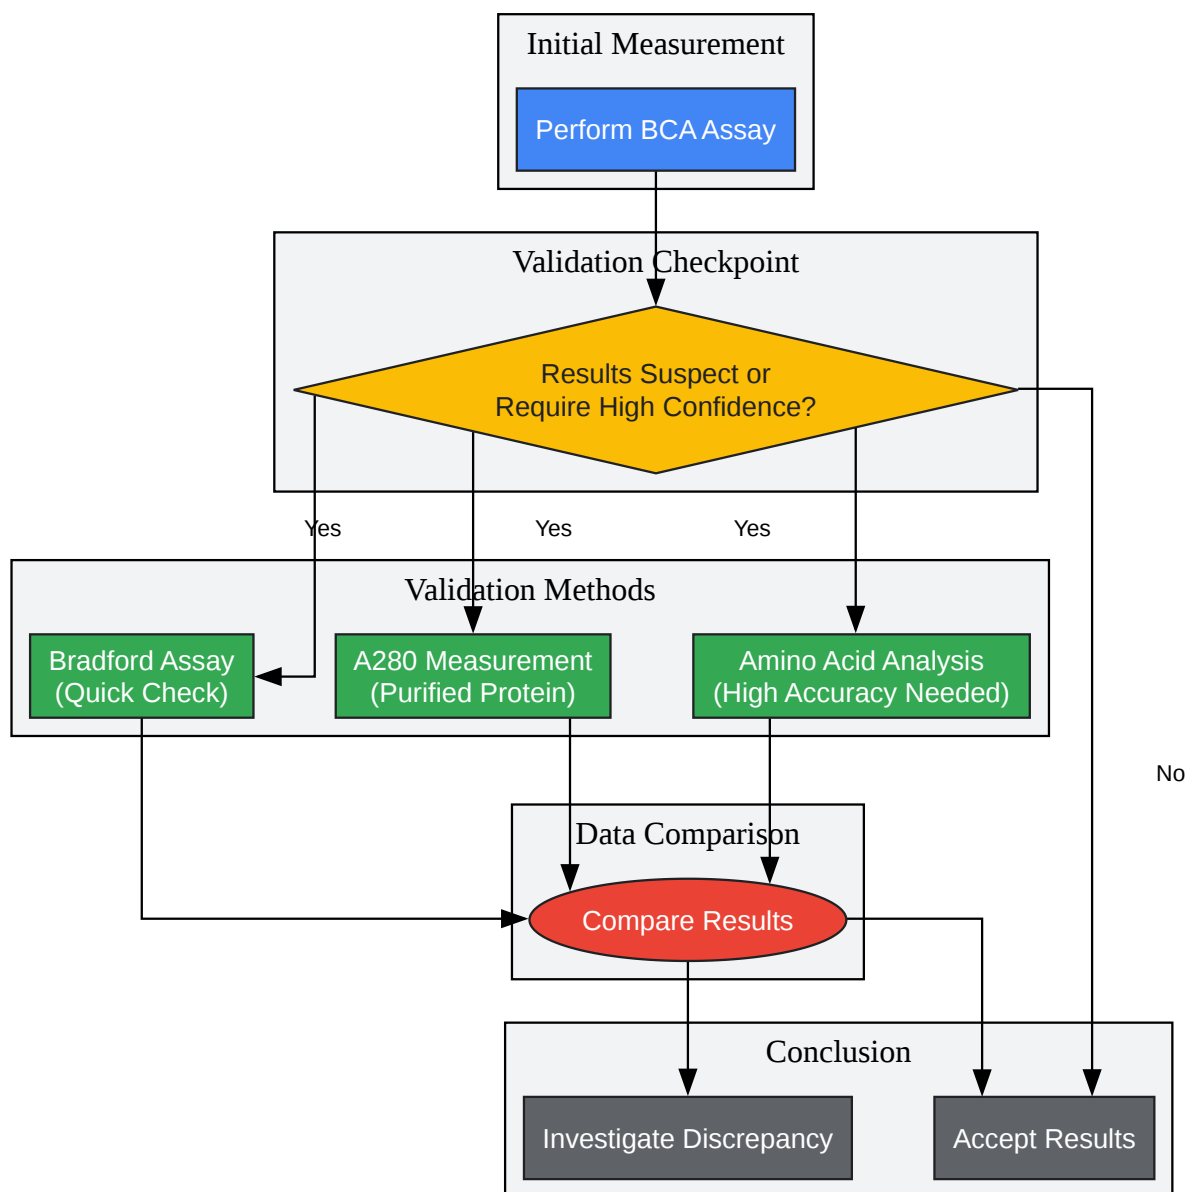 Initial Measurement
Perform BCA Assay
Validation Checkpoint
Results Suspect or
Require High Confidence?
Yes
Yes
Yes
Validation Methods
Bradford Assay
(Quick Check)
A280 Measurement
(Purified Protein)
Amino Acid Analysis
(High Accuracy Needed)
No
Data Comparison
Compare Results
Conclusion
Investigate Discrepancy
Accept Results